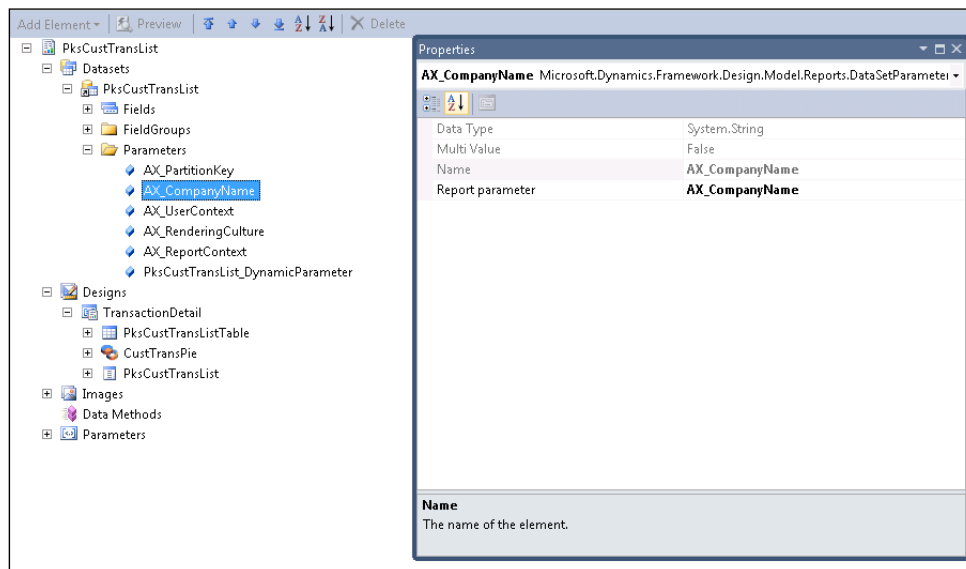 Add Element Preview Delete
PksCustTransList
Datasets
PksCustTransList
Fields
FieldGroups
Parameters
AX_PartitionKey
AX_CompanyName
AX_UserContext
AX_RenderingCulture
AX_ReportContext
PksCustTransList_DynamicParameter
Designs
TransactionDetail
PksCustTransListTable
CustTransPie
PksCustTransList
Images
Data Methods
Parameters
Properties
AX_CompanyName Microsoft.Dynamics.Framework.Design.Model.Reports.DataSetParameter
Data Type System.String
Multi Value False
Name AX_CompanyName
Report parameter AX_CompanyName
Name
The name of the element.